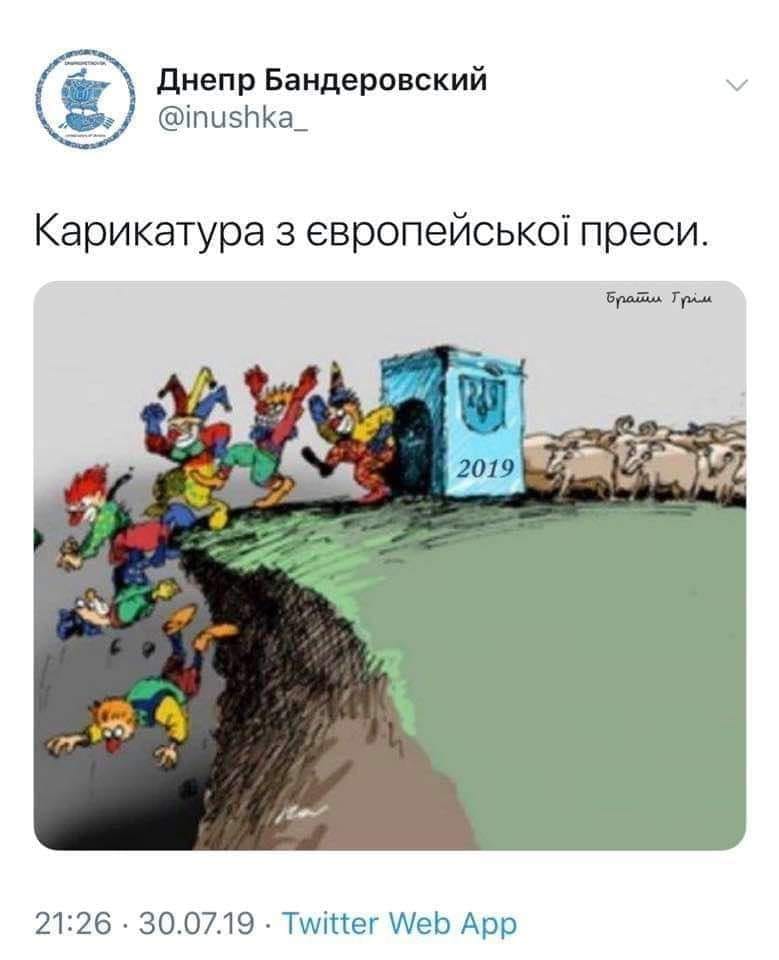 Днепр Бандеровский
@inushka_
Карикатура з європейської преси.
Брати Грім
2019
21:26 · 30.07.19 · Twitter Web App